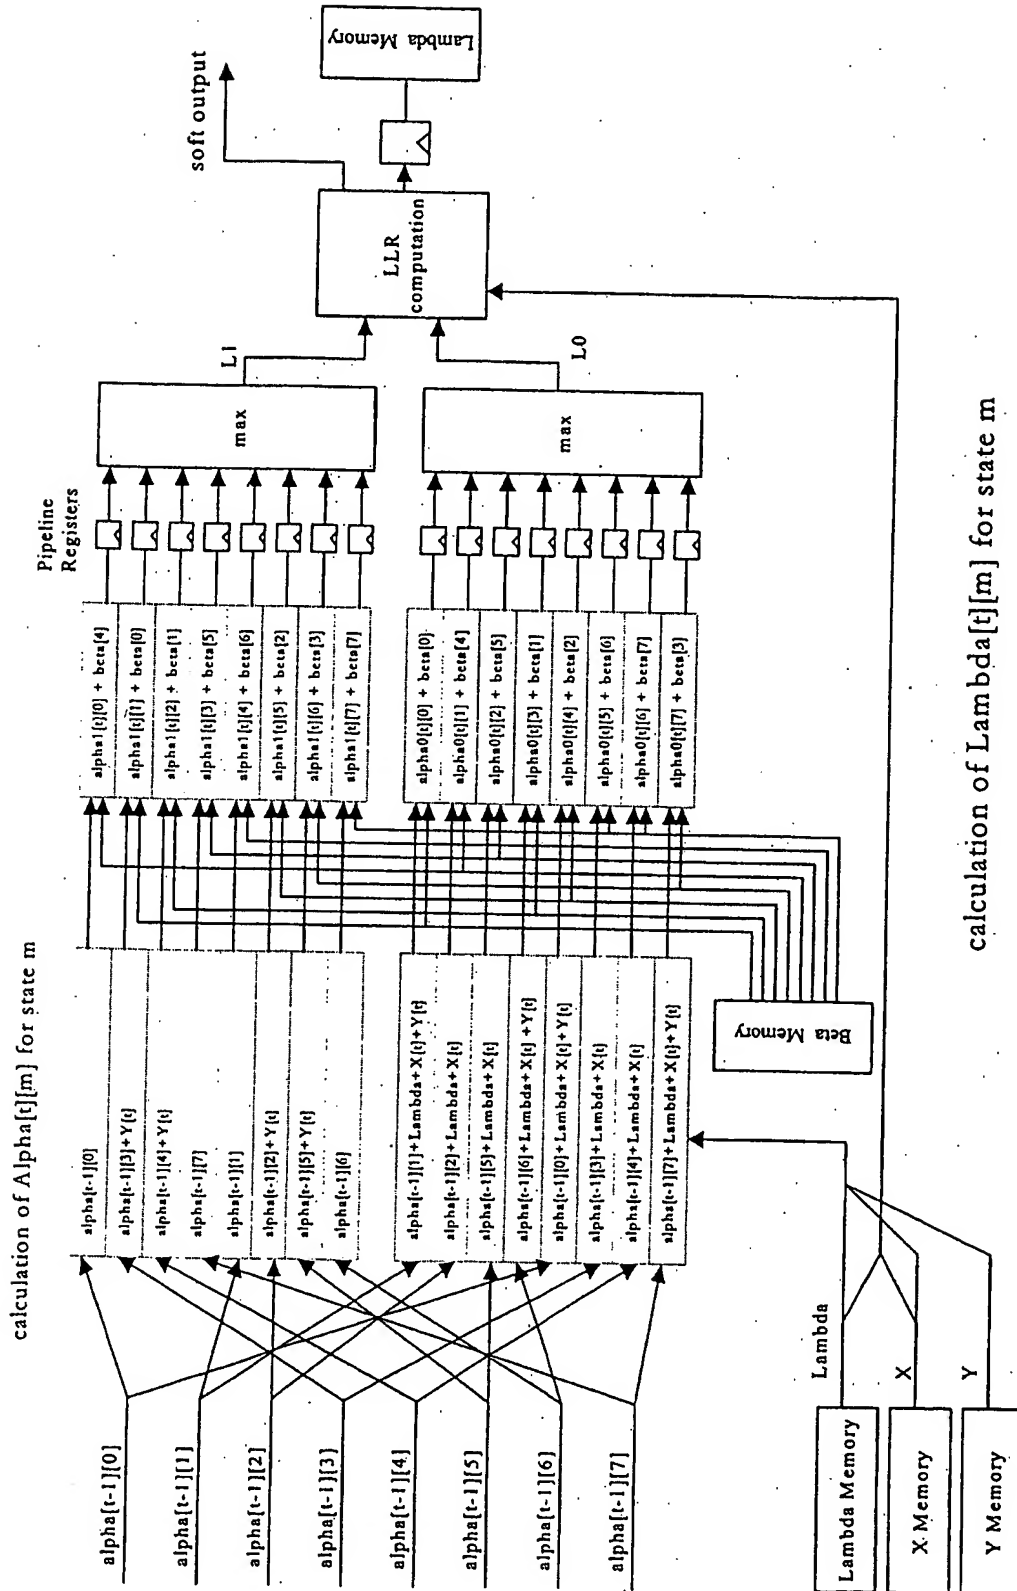 calculation of Alpha[t][m] for state m
alpha[t-1][0]
alpha[t-1][1]
alpha[t-1][2]
alpha[t-1][3]
alpha[t-1][4]
alpha[t-1][5]
alpha[t-1][6]
alpha[t-1][7]
Lambda Memory
X Memory
Y Memory
Lambda
X
Y
alpha[t-1][0]
alpha[t-1][3]+Y[t]
alpha[t-1][4]+Y[t]
alpha[t-1][7]
alpha[t-1][1]
alpha[t-1][2]+Y[t]
alpha[t-1][5]+Y[t]
alpha[t-1][6]
alpha[t-1][1]+Lambda+X[t]+Y[t]
alpha[t-1][2]+Lambda+X[t]
alpha[t-1][5]+Lambda+X[t]
alpha[t-1][6]+Lambda+X[t]+Y[t]
alpha[t-1][0]+Lambda+X[t]+Y[t]
alpha[t-1][3]+Lambda+X[t]
alpha[t-1][4]+Lambda+X[t]
alpha[t-1][7]+Lambda+X[t]+Y[t]
Beta Memory
alpha1[t][0] + beta[4]
alpha1[t][1] + beta[0]
alpha1[t][2] + beta[1]
alpha1[t][3] + beta[5]
alpha1[t][4] + beta[6]
alpha1[t][5] + beta[2]
alpha1[t][6] + beta[3]
alpha1[t][7] + beta[7]
alpha0[t][0] + beta[0]
alpha0[t][1] + beta[4]
alpha0[t][2] + beta[5]
alpha0[t][3] + beta[1]
alpha0[t][4] + beta[2]
alpha0[t][5] + beta[6]
alpha0[t][6] + beta[7]
alpha0[t][7] + beta[3]
Pipeline
Registers
max
max
L1
L0
LLR
computation
soft output
Lambda Memory
calculation of Lambda[t][m] for state m